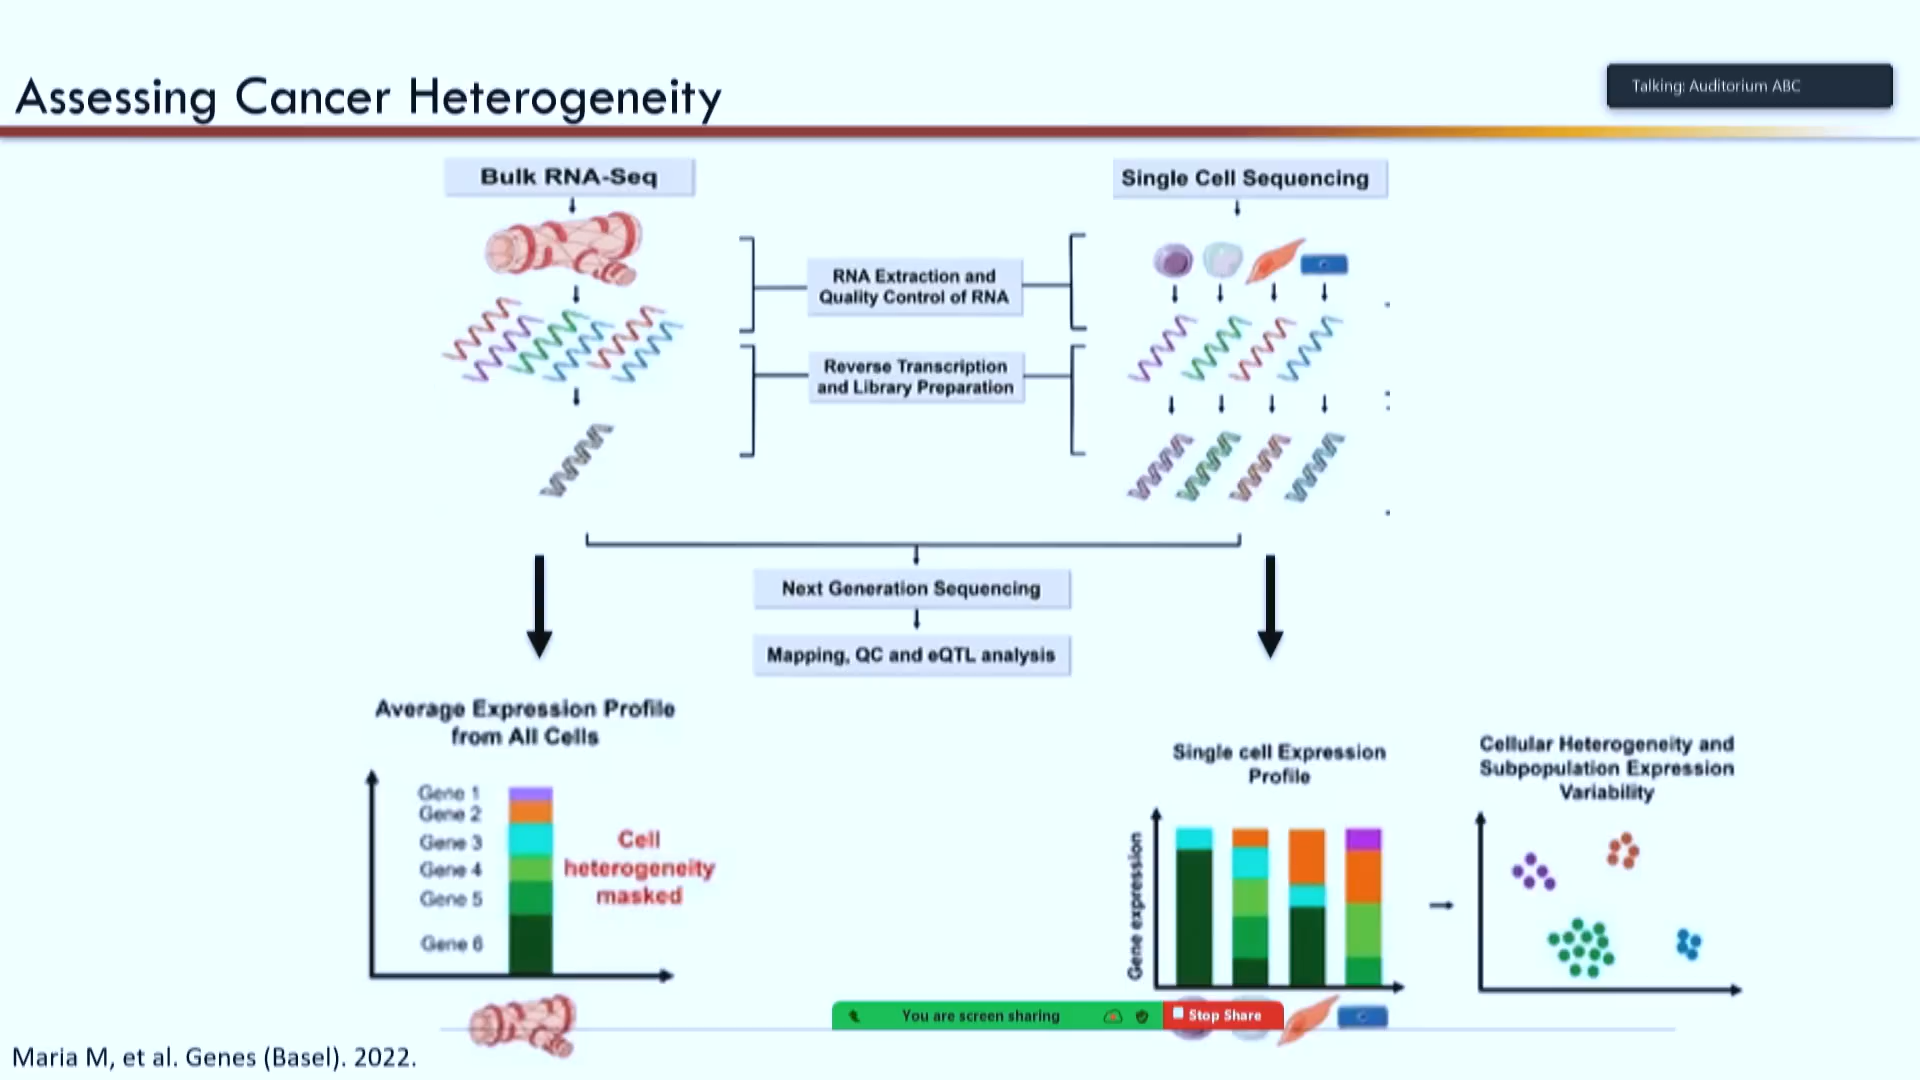 Assessing Cancer Heterogeneity
Talking: Auditorium ABC
Bulk RNA-Seq
Single Cell Sequencing
RNA Extraction and
Quality Control of RNA
Reverse Transcription
and Library Preparation
Next Generation Sequencing
Mapping, QC and eQTL analysis
Average Expression Profile
from All Cells
Gene 1
Gene 2
Gene 3
Gene 4
Gene 5
Gene 6
Cell
heterogeneity
masked
Single cell Expression
Profile
Gene expression
Cellular Heterogeneity and
Subpopulation Expression
Variability
You are screen sharing
Stop Share
Maria M, et al. Genes (Basel). 2022.